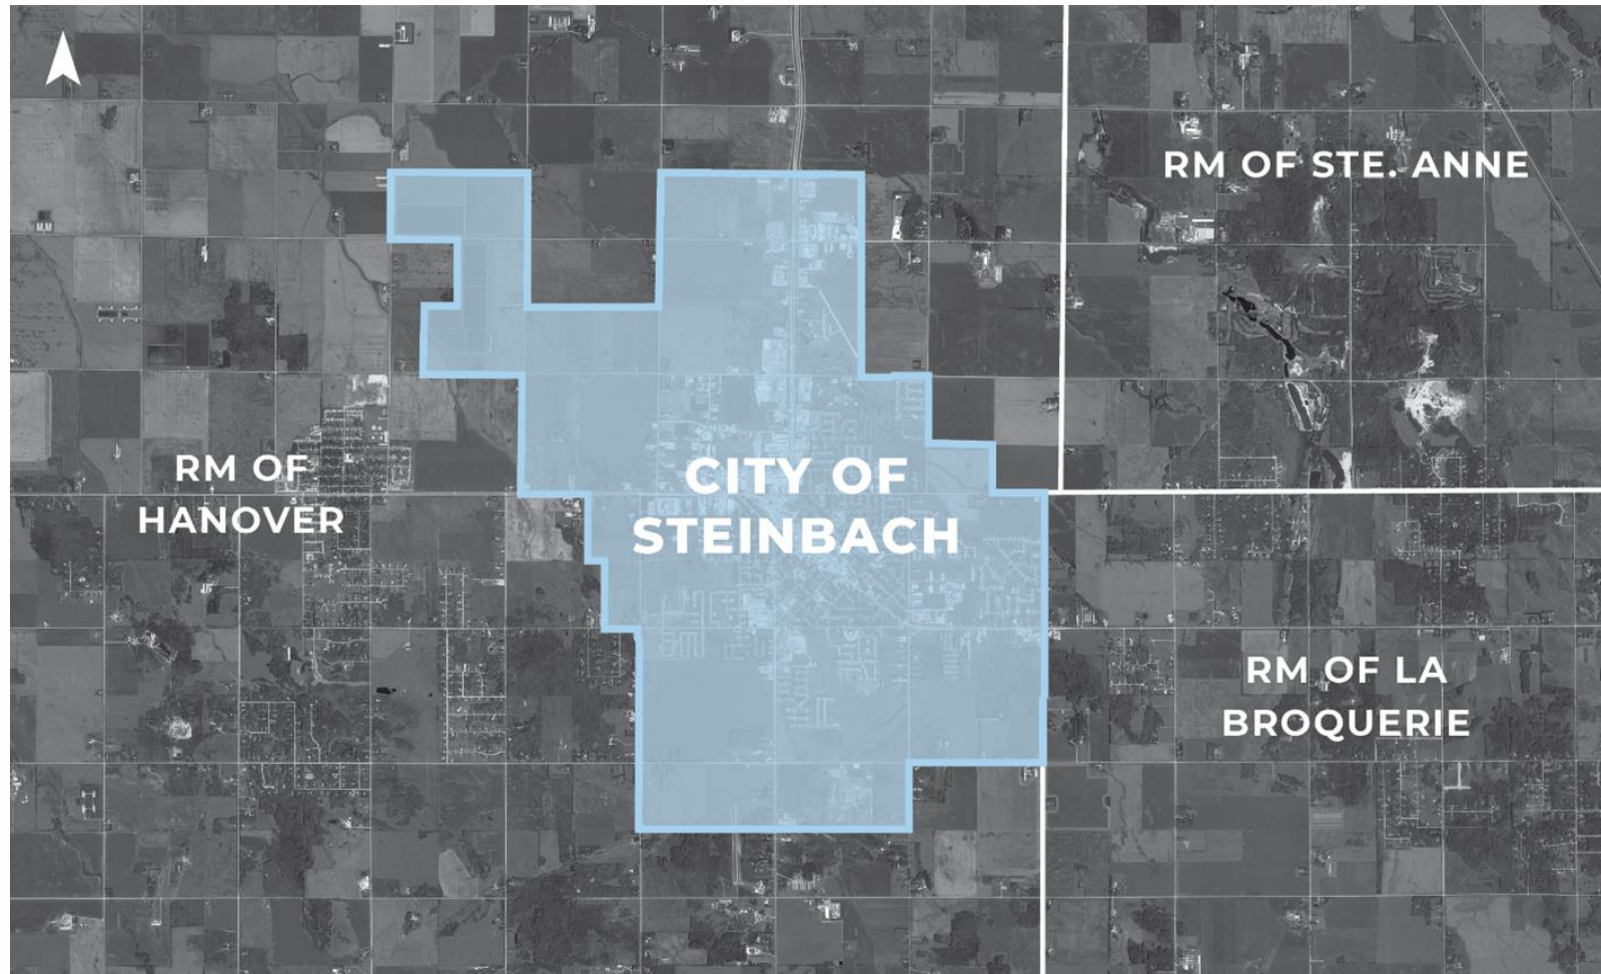 RM OF STE. ANNE
RM OF
HANOVER
CITY OF
STEINBACH
RM OF LA
BROQUERIE